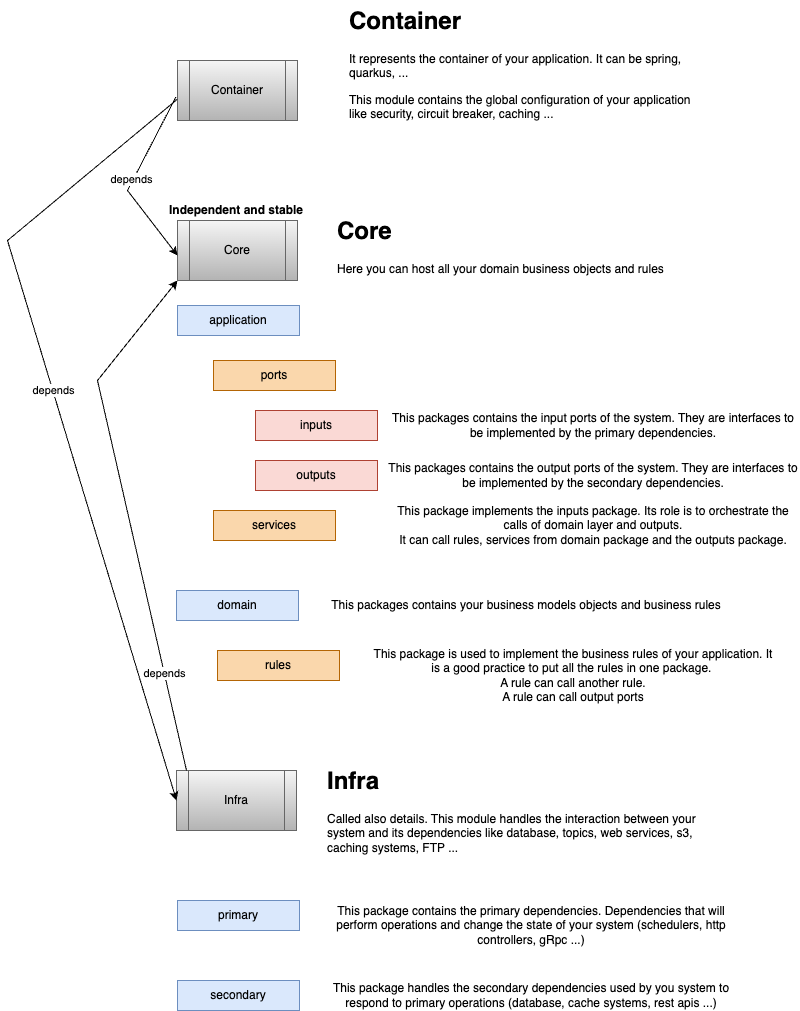 Container
It represents the container of your application. It can be spring,
quarkus, ...
Container
This module contains the global configuration of your application
like security, circuit breaker, caching ...
depends
Independent and stable
Core
Core
Here you can host all your domain business objects and rules
application
ports
depends
inputs
This packages contains the input ports of the system. They are interfaces to
be implemented by the primary dependencies.
outputs
This packages contains the output ports of the system. They are interfaces to
be implemented by the secondary dependencies.
services
This package implements the inputs package. Its role is to orchestrate the
calls of domain layer and outputs.
It can call rules, services from domain package and the outputs package.
domain
This packages contains your business models objects and business rules
rules
This package is used to implement the business rules of your application. It
is a good practice to put all the rules in one package.
A rule can call another rule.
A rule can call output ports
depends
Infra
Infra
Called also details. This module handles the interaction between your
system and its dependencies like database, topics, web services, s3,
caching systems, FTP ...
primary
This package contains the primary dependencies. Dependencies that will
perform operations and change the state of your system (schedulers, http
controllers, gRpc ...)
secondary
This package handles the secondary dependencies used by you system to
respond to primary operations (database, cache systems, rest apis ...)